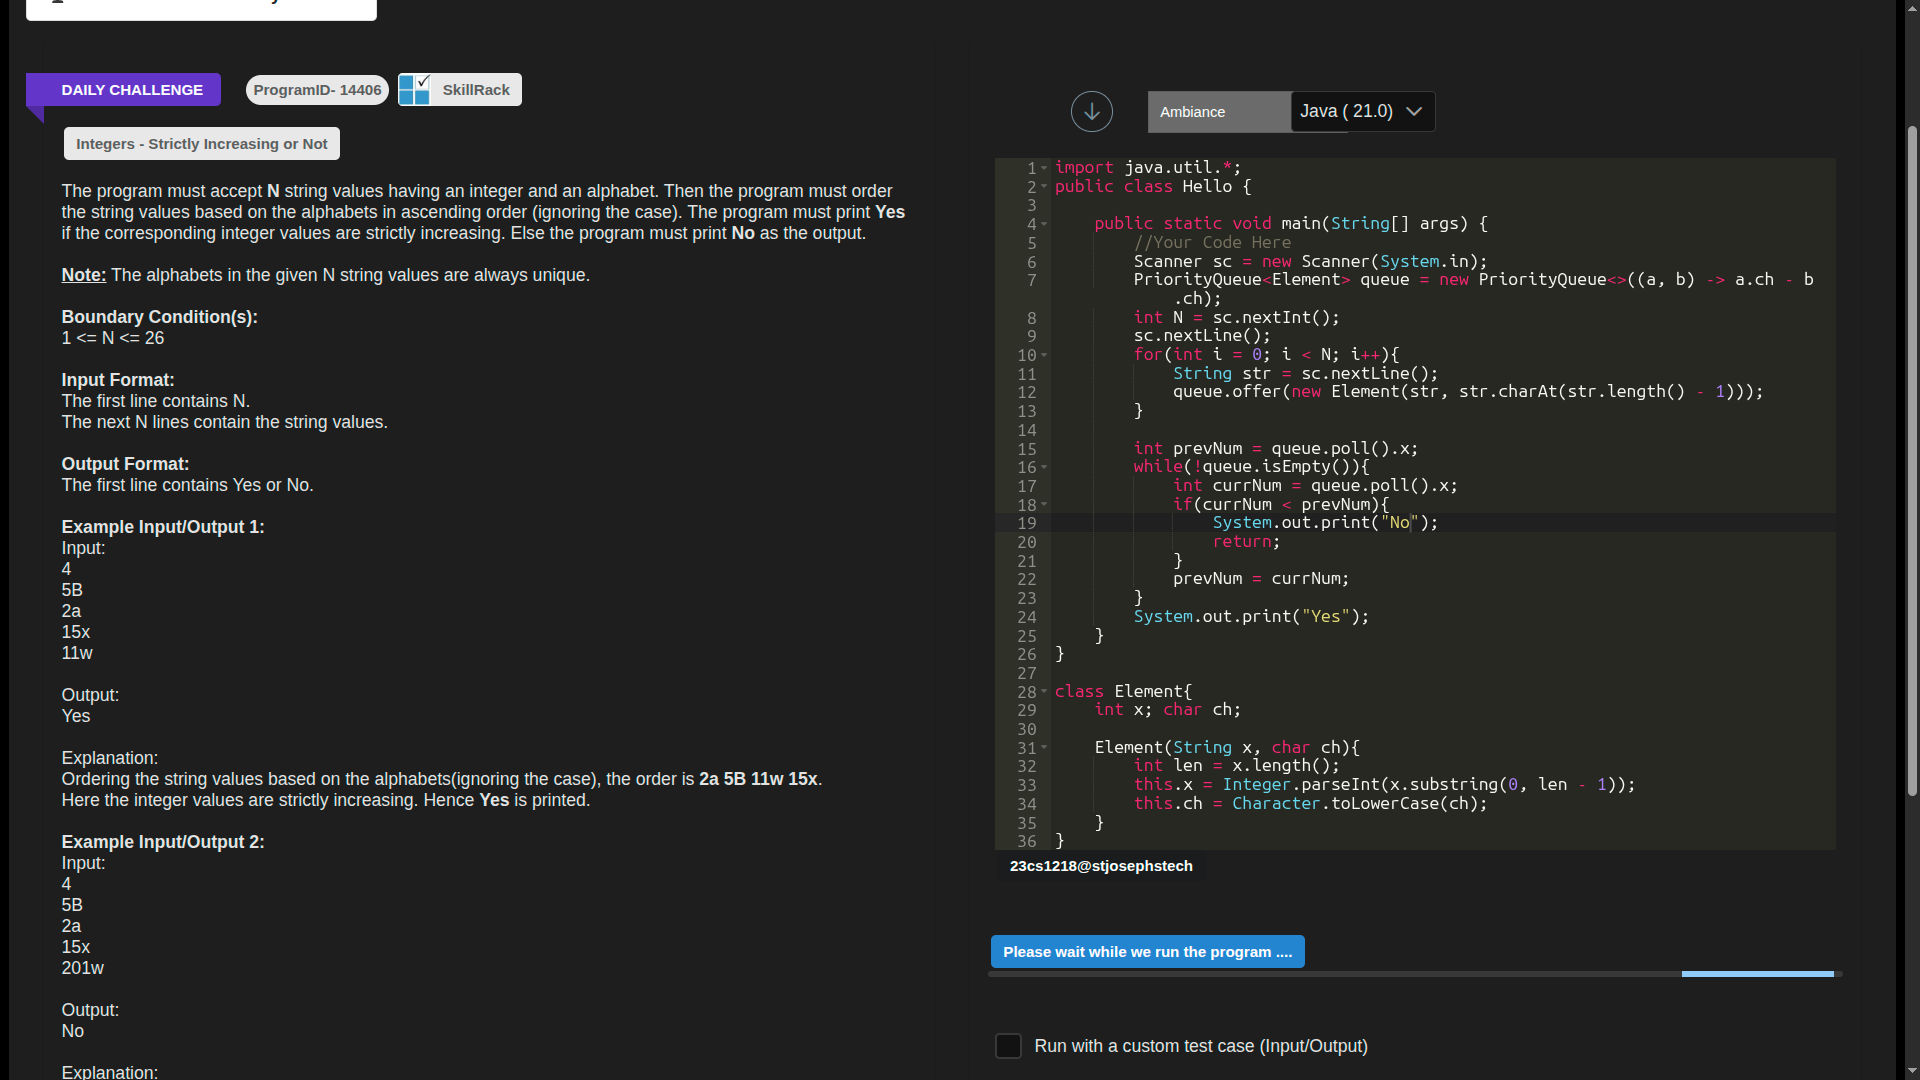 DAILY CHALLENGE
ProgramID- 14406
SkillRack
Integers - Strictly Increasing or Not
The program must accept N string values having an integer and an alphabet. Then the program must order
the string values based on the alphabets in ascending order (ignoring the case). The program must print Yes
if the corresponding integer values are strictly increasing. Else the program must print No as the output.
Note: The alphabets in the given N string values are always unique.
Boundary Condition(s):
1 <= N <= 26
Input Format:
The first line contains N.
The next N lines contain the string values.
Output Format:
The first line contains Yes or No.
Example Input/Output 1:
Input:
4
5B
2a
15x
11w
Output:
Yes
Explanation:
Ordering the string values based on the alphabets(ignoring the case), the order is 2a 5B 11w 15x.
Here the integer values are strictly increasing. Hence Yes is printed.
Example Input/Output 2:
Input:
4
5B
2a
15x
201w
Output:
No
Explanation:
Ambiance
Java ( 21.0)
1 import java.util.*;
2 public class Hello {
3
4     public static void main(String[] args) {
5         //Your Code Here
6         Scanner sc = new Scanner(System.in);
7         PriorityQueue<Element> queue = new PriorityQueue<>((a, b) -> a.ch - b
            .ch);
8         int N = sc.nextInt();
9         sc.nextLine();
10         for(int i = 0; i < N; i++){
11             String str = sc.nextLine();
12             queue.offer(new Element(str, str.charAt(str.length() - 1)));
13         }
14
15         int prevNum = queue.poll().x;
16         while(!queue.isEmpty()){
17             int currNum = queue.poll().x;
18             if(currNum < prevNum){
19                 System.out.print("No");
20                 return;
21             }
22             prevNum = currNum;
23         }
24         System.out.print("Yes");
25     }
26 }
27
28 class Element{
29     int x; char ch;
30
31     Element(String x, char ch){
32         int len = x.length();
33         this.x = Integer.parseInt(x.substring(0, len - 1));
34         this.ch = Character.toLowerCase(ch);
35     }
36 }
23cs1218@stjosephstech
Please wait while we run the program ....
Run with a custom test case (Input/Output)